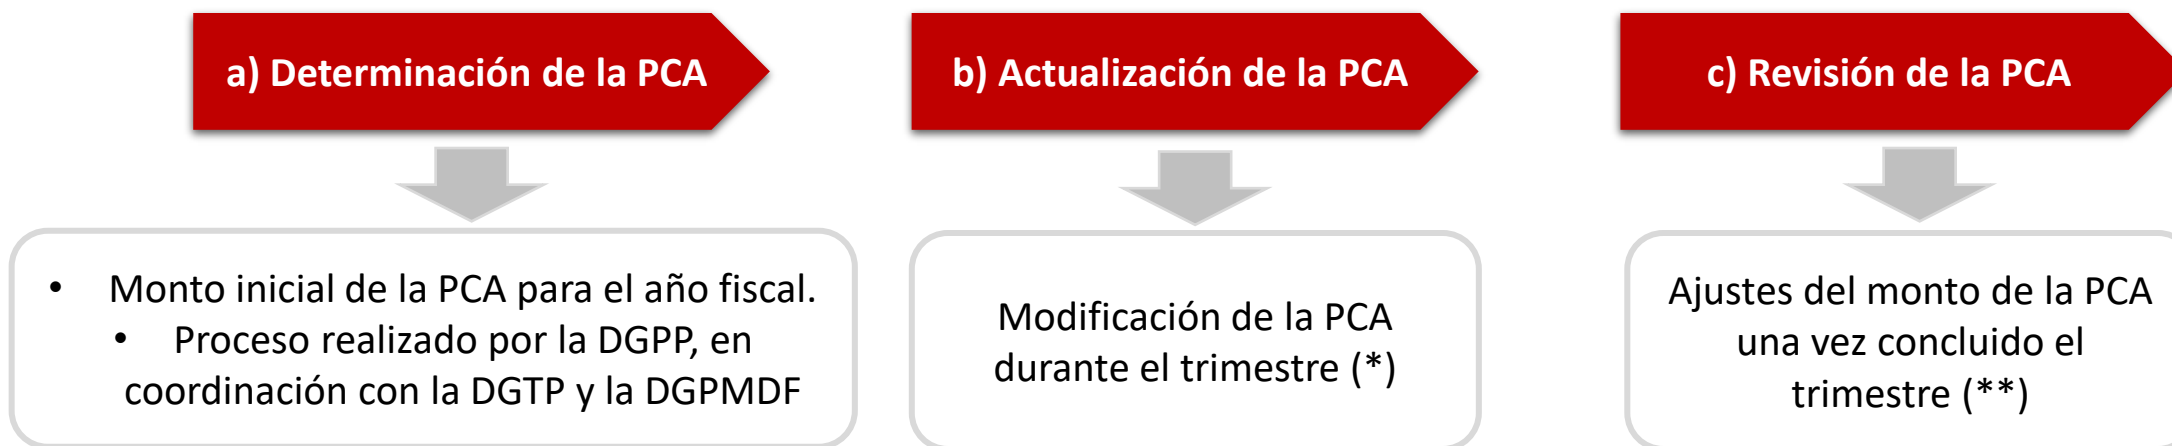 a) Determinación de la PCA
• Monto inicial de la PCA para el año fiscal.
• Proceso realizado por la DGPP, en
coordinación con la DGTP y la DGPMDF
b) Actualización de la PCA
Modificación de la PCA
durante el trimestre (*)
c) Revisión de la PCA
Ajustes del monto de la PCA
una vez concluido el
trimestre (**)